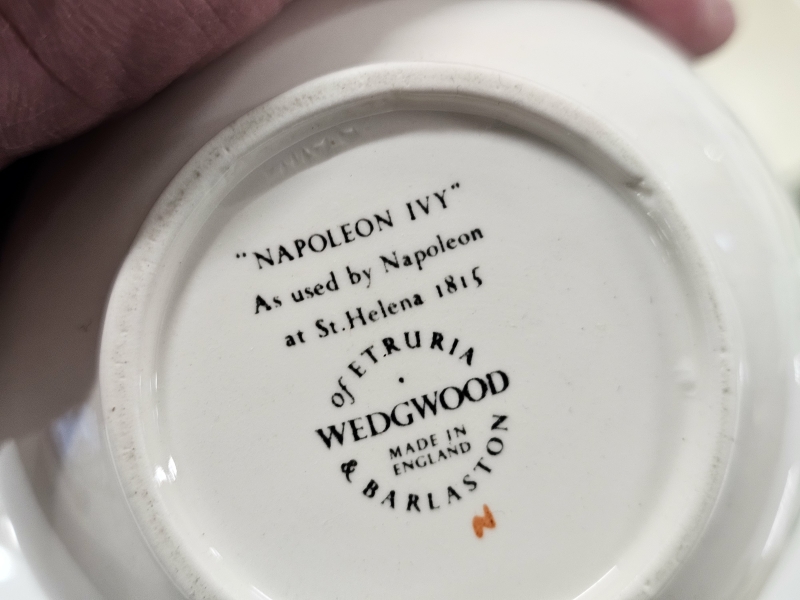 "NAPOLEON IVY"
As used by Napoleon
at St.Helena 1815
of ETRURIA
WEDGWOOD
MADE IN
ENGLAND
& BARLASTON
N